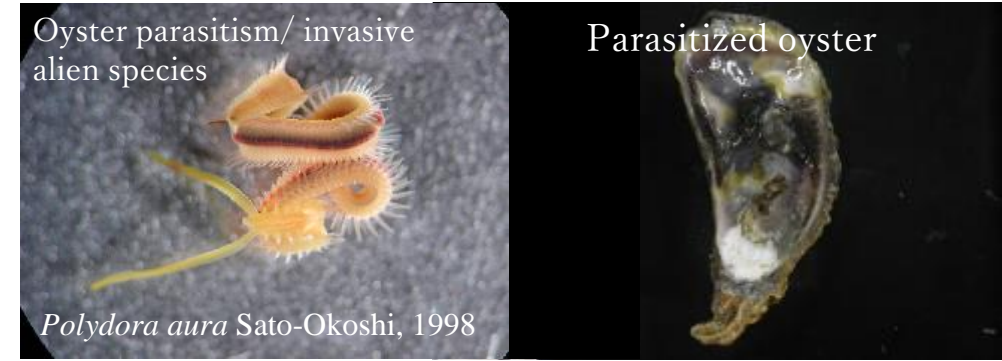 Oyster parasitism/ invasive
alien species
Parasitized oyster
Polydora aura Sato-Okoshi, 1998